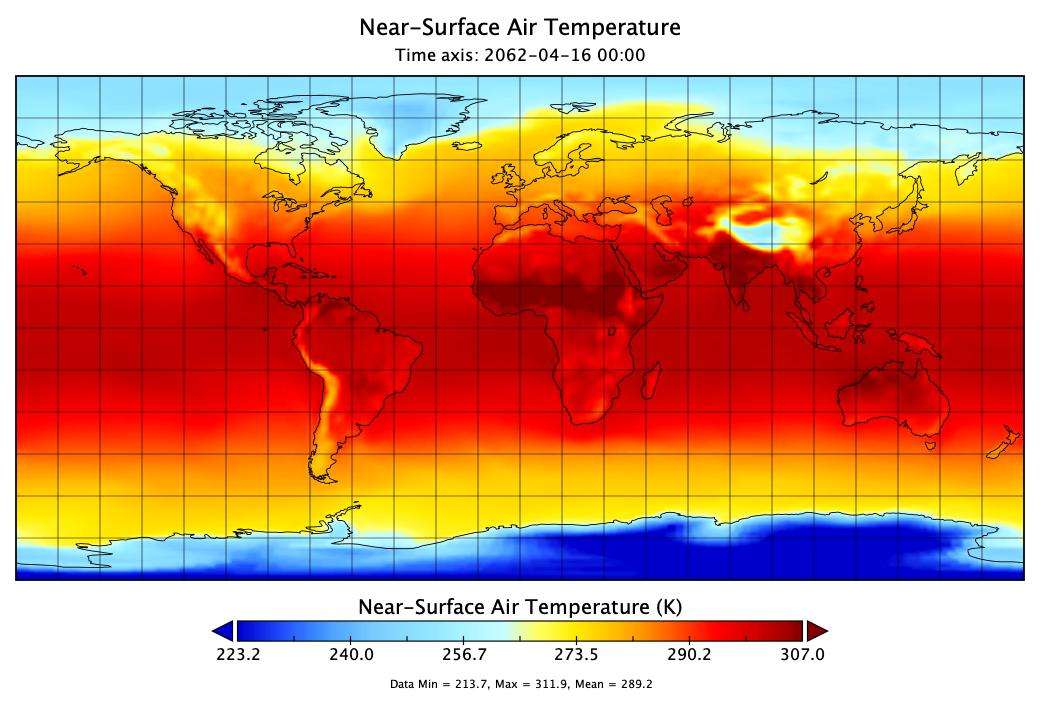 Near-Surface Air Temperature
Time axis: 2062-04-16 00:00
Near-Surface Air Temperature (K)
223.2 240.0 256.7 273.5 290.2 307.0
Data Min = 213.7, Max = 311.9, Mean = 289.2